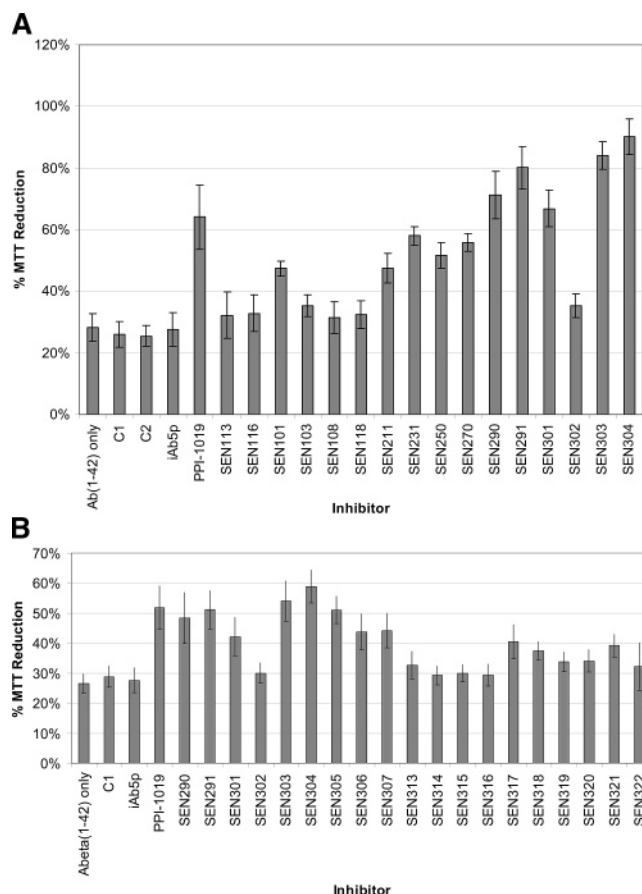 A
120%
100%
80%
60%
40%
20%
0%
% MTT Reduction
Ab(1-42) only
C1
C2
iAb5p
PPI-1019
SEN113
SEN116
SEN101
SEN103
SEN108
SEN118
SEN211
SEN231
SEN250
SEN270
SEN290
SEN291
SEN301
SEN302
SEN303
SEN304
Inhibitor
B
70%
60%
50%
40%
30%
20%
10%
0%
% MTT Reduction
Abeta(1-42) only
C1
iAb5p
PPI-1019
SEN290
SEN291
SEN301
SEN302
SEN303
SEN304
SEN305
SEN306
SEN307
SEN313
SEN314
SEN315
SEN316
SEN317
SEN318
SEN319
SEN320
SEN321
SEN322
Inhibitor